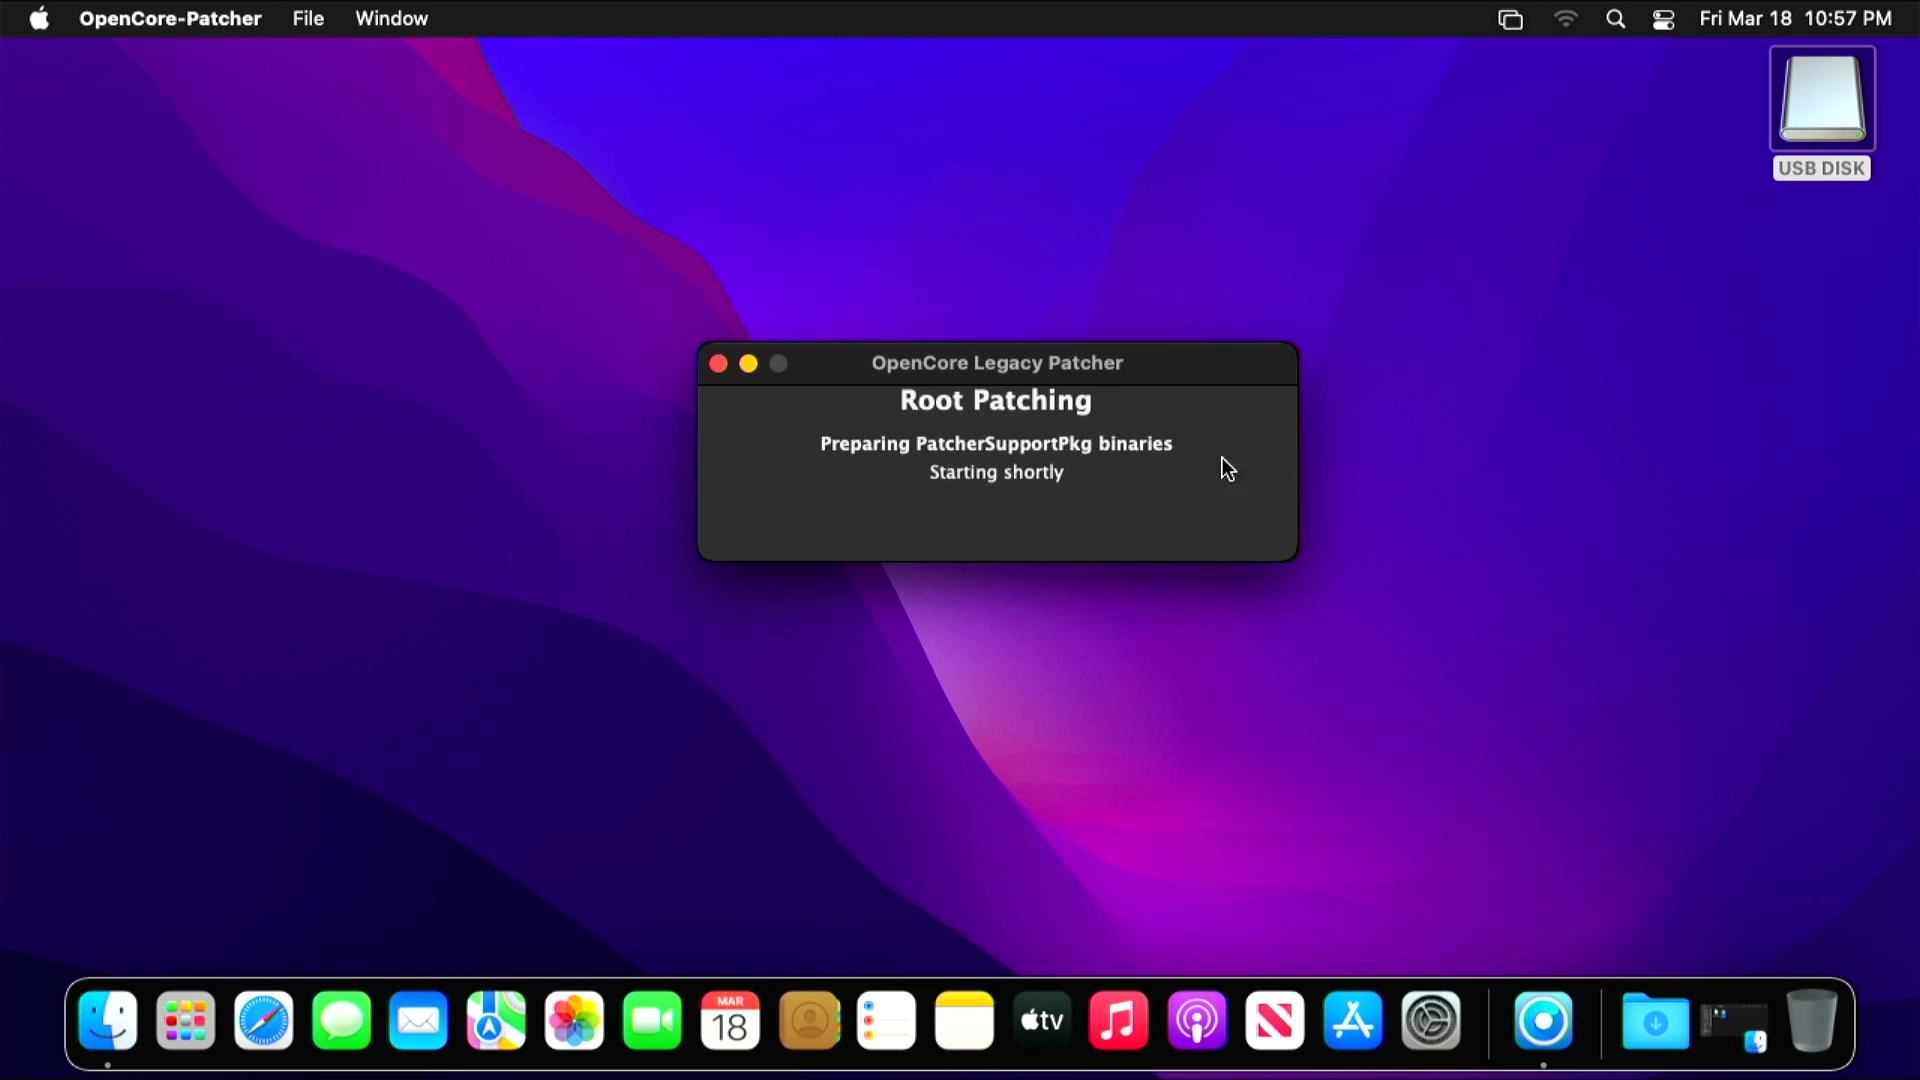 OpenCore-Patcher File Window Fri Mar 18 10:57 PM
USB DISK
OpenCore Legacy Patcher
Root Patching
Preparing PatcherSupportPkg binaries
Starting shortly
MAR
18
tv